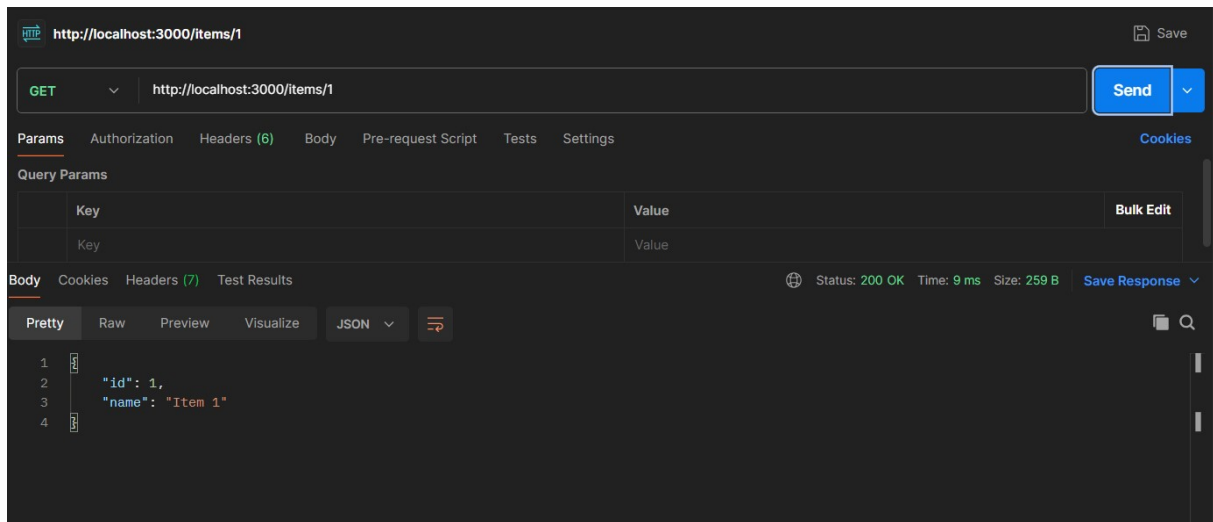 HTTP http://localhost:3000/items/1 Save
GET http://localhost:3000/items/1 Send
Params Authorization Headers (6) Body Pre-request Script Tests Settings Cookies
Query Params
Key Value Bulk Edit
Key Value
Body Cookies Headers (7) Test Results Status: 200 OK Time: 9 ms Size: 259 B Save Response
Pretty Raw Preview Visualize JSON
1 {
2 "id": 1,
3 "name": "Item 1"
4 }